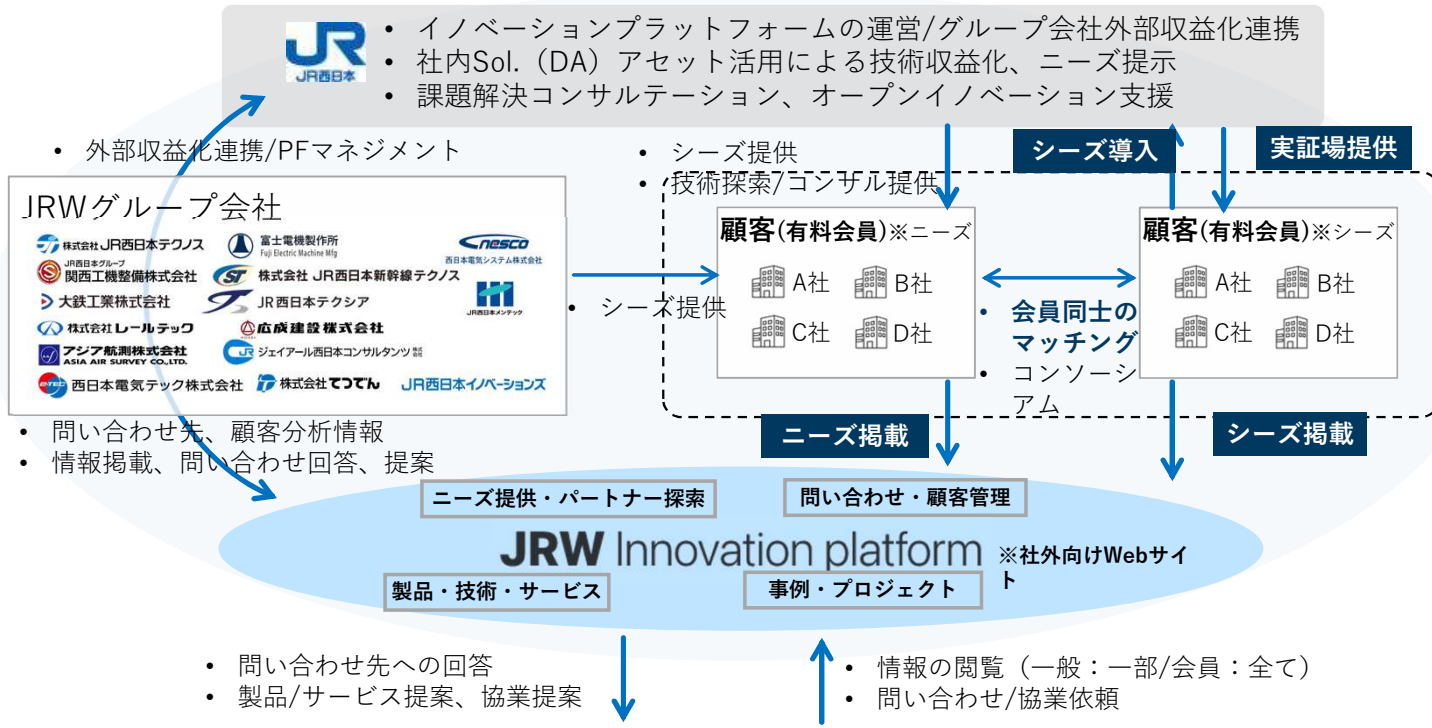 JR
JR西日本
• イノベーションプラットフォームの運営/グループ会社外部収益化連携
• 社内Sol.（DA）アセット活用による技術収益化、ニーズ提示
• 課題解決コンサルテーション、オープンイノベーション支援
• 外部収益化連携/PFマネジメント
• シーズ提供
• 技術探索/コンサル提供
シーズ導入
実証場提供
JRWグループ会社
株式会社JR西日本テクノス
富士電機製作所
Fuji Electric Machine Mfg
nesco
西日本電気システム株式会社
JR西日本グループ
関西工機整備株式会社
ST 株式会社 JR西日本新幹線テクノス
大鉄工業株式会社
JR西日本テクシア
JR西日本メンテック
株式会社レールテック
広成建設株式会社
アジア航測株式会社
ASIA AIR SURVEY CO.,LTD.
JR ジェイアール西日本コンサルタンツ 株式会社
西日本電気テック株式会社
株式会社てつでん
JR西日本イノベーションズ
• シーズ提供
顧客(有料会員)※ニーズ
A社
B社
C社
D社
• 会員同士の
マッチング
• コンソーシ
アム
顧客(有料会員)※シーズ
A社
B社
C社
D社
ニーズ掲載
シーズ掲載
• 問い合わせ先、顧客分析情報
• 情報掲載、問い合わせ回答、提案
ニーズ提供・パートナー探索
問い合わせ・顧客管理
JRW Innovation platform
※社外向けWebサイ
ト
製品・技術・サービス
事例・プロジェクト
• 問い合わせ先への回答
• 製品/サービス提案、協業提案
• 情報の閲覧（一般：一部/会員：全て）
• 問い合わせ/協業依頼